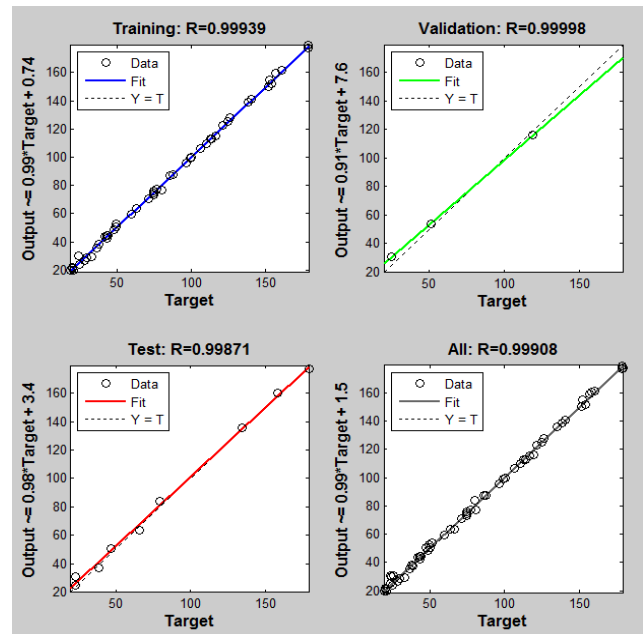 Training: R=0.99939
Output ~= 0.99*Target + 0.74
160
140
120
100
80
60
40
20
Data
Fit
Y = T
50
100
150
Target
Validation: R=0.99998
Output ~= 0.91*Target + 7.6
160
140
120
100
80
60
40
20
Data
Fit
Y = T
50
100
150
Target
Test: R=0.99871
Output ~= 0.98*Target + 3.4
160
140
120
100
80
60
40
20
Data
Fit
Y = T
50
100
150
Target
All: R=0.99908
Output ~= 0.99*Target + 1.5
160
140
120
100
80
60
40
20
Data
Fit
Y = T
50
100
150
Target